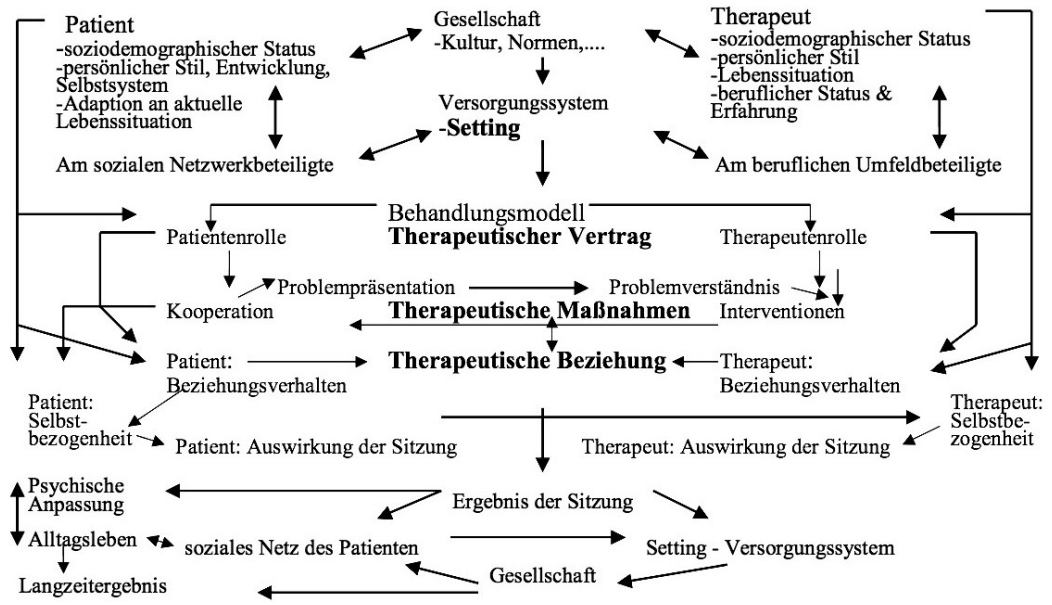 Patient
-soziodemographischer Status
-persönlicher Stil, Entwicklung,
Selbstsystem
-Adaption an aktuelle
Lebenssituation
Gesellschaft
-Kultur, Normen,....
Therapeut
-soziodemographischer Status
-persönlicher Stil
-Lebenssituation
-beruflicher Status &
Erfahrung
Versorgungssystem
-Setting
Am sozialen Netzwerkbeteiligte
Am beruflichen Umfeldbeteiligte
Behandlungsmodell
Patientenrolle
Therapeutischer Vertrag
Therapeutenrolle
Problempräsentation
Problemverständnis
Kooperation
Therapeutische Maßnahmen
Interventionen
Patient:
Beziehungsverhalten
Therapeutische Beziehung
Therapeut:
Beziehungsverhalten
Patient:
Selbst-
bezogenheit
Therapeut:
Selbstbe-
zogenheit
Patient: Auswirkung der Sitzung
Therapeut: Auswirkung der Sitzung
Psychische
Anpassung
Ergebnis der Sitzung
Alltagsleben
soziales Netz des Patienten
Setting - Versorgungssystem
Langzeitergebnis
Gesellschaft